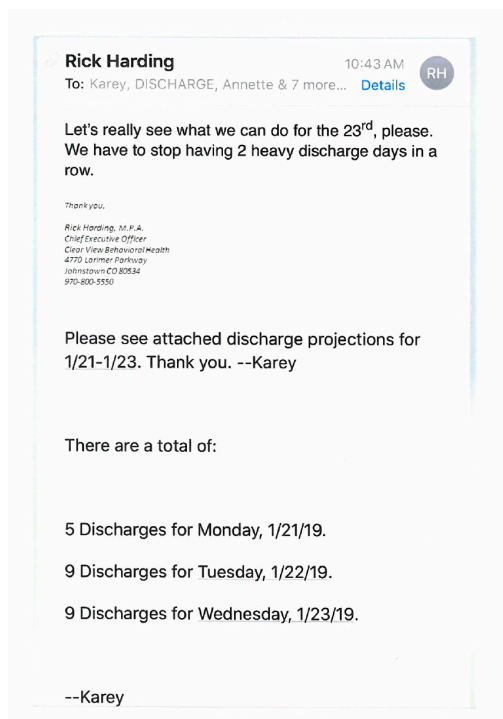 Rick Harding
10:43 AM
RH
To: Karey, DISCHARGE, Annette & 7 more... Details
Let's really see what we can do for the 23rd, please.
We have to stop having 2 heavy discharge days in a
row.
Thank you,
Rick Harding, M.P.A.
Chief Executive Officer
Clear View Behavioral Health
4770 Larimer Parkway
Johnstown CO 80534
970-800-5550
Please see attached discharge projections for
1/21-1/23. Thank you. --Karey
There are a total of:
5 Discharges for Monday, 1/21/19.
9 Discharges for Tuesday, 1/22/19.
9 Discharges for Wednesday, 1/23/19.
--Karey